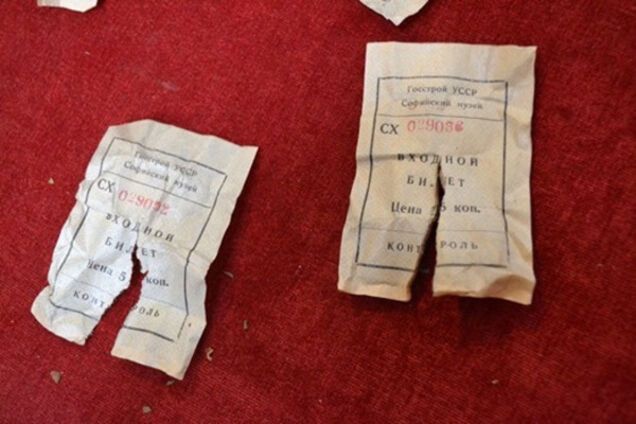 Госстрой УССР
Софийский музей
СХ 029032
ВХОДНОЙ
БИЛЕТ
Цена 5 коп.
КОНТРОЛЬ
Госстрой УССР
Софийский музей
СХ 029036
ВХОДНОЙ
БИЛЕТ
Цена 5 коп.
КОНТРОЛЬ